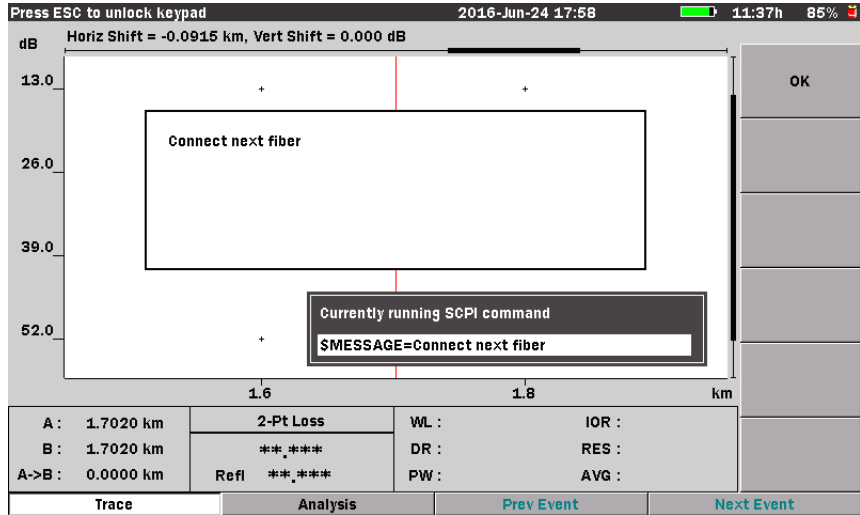 Press ESC to unlock keypad 2016-Jun-24 17:58 11:37h 85%
dB Horiz Shift = -0.0915 km, Vert Shift = 0.000 dB
13.0
OK
Connect next fiber
26.0
39.0
Currently running SCPI command
52.0
$MESSAGE=Connect next fiber
1.6 1.8 km
A : 1.7020 km 2-Pt Loss WL : IOR :
B : 1.7020 km **.*** DR : RES :
A->B : 0.0000 km Refl **.*** PW : AVG :
Trace Analysis Prev Event Next Event